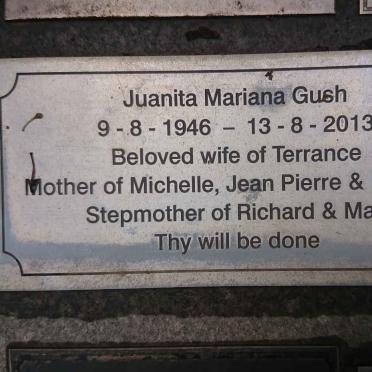 Juanita Mariana Gush
9 - 8 - 1946 – 13 - 8 - 2013
Beloved wife of Terrance
Mother of Michelle, Jean Pierre &
Stepmother of Richard & Ma
Thy will be done